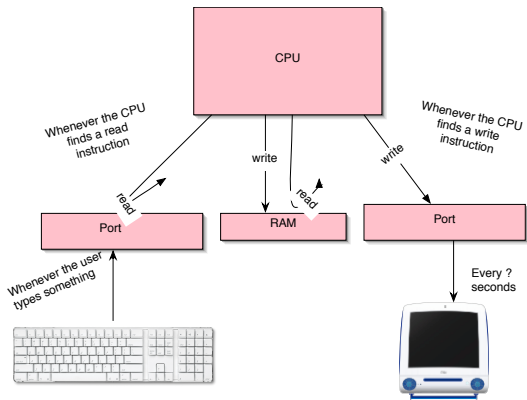 CPU
Whenever the CPU
finds a read
instruction
Whenever the CPU
finds a write
instruction
write
write
read
read
Port
RAM
Port
Whenever the user
types something
Every ?
seconds